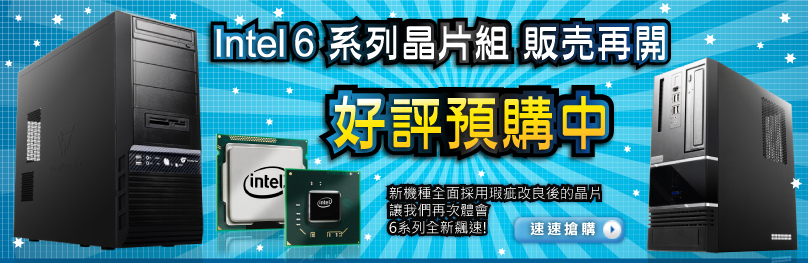 Intel 6 系列晶片組 販売再開
好評預購中
intel
intel
新機種全面採用瑕疵改良後的晶片
讓我們再次體會
6系列全新飆速!
速速搶購